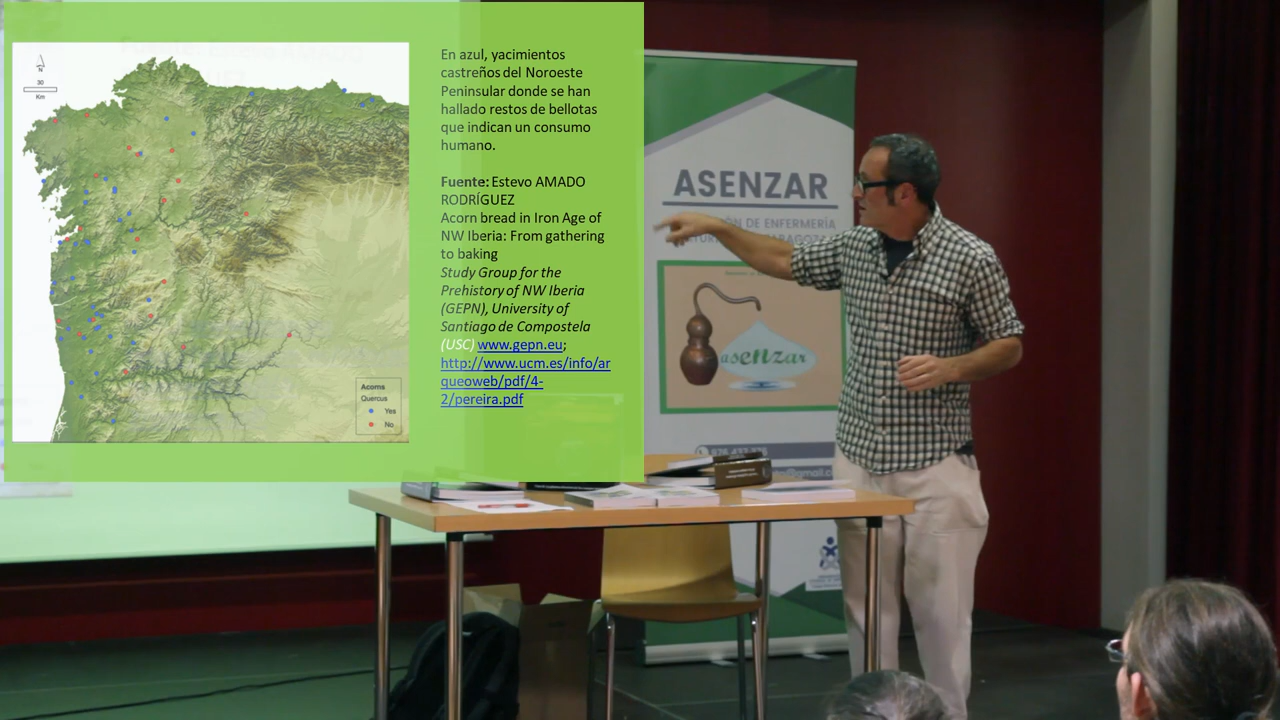 N
30
Km
Acorns
Quercus
Yes
No
En azul, yacimientos
castreños del Noroeste
Peninsular donde se han
hallado restos de bellotas
que indican un consumo
humano.
Fuente: Estevo AMADO
RODRÍGUEZ
Acorn bread in Iron Age of
NW Iberia: From gathering
to baking
Study Group for the
Prehistory of NW Iberia
(GEPN), University of
Santiago de Compostela
(USC) www.gepn.eu;
http://www.ucm.es/info/ar
queoweb/pdf/4-
2/pereira.pdf
ASENZAR
DE ENFERMERÍA
asenzar